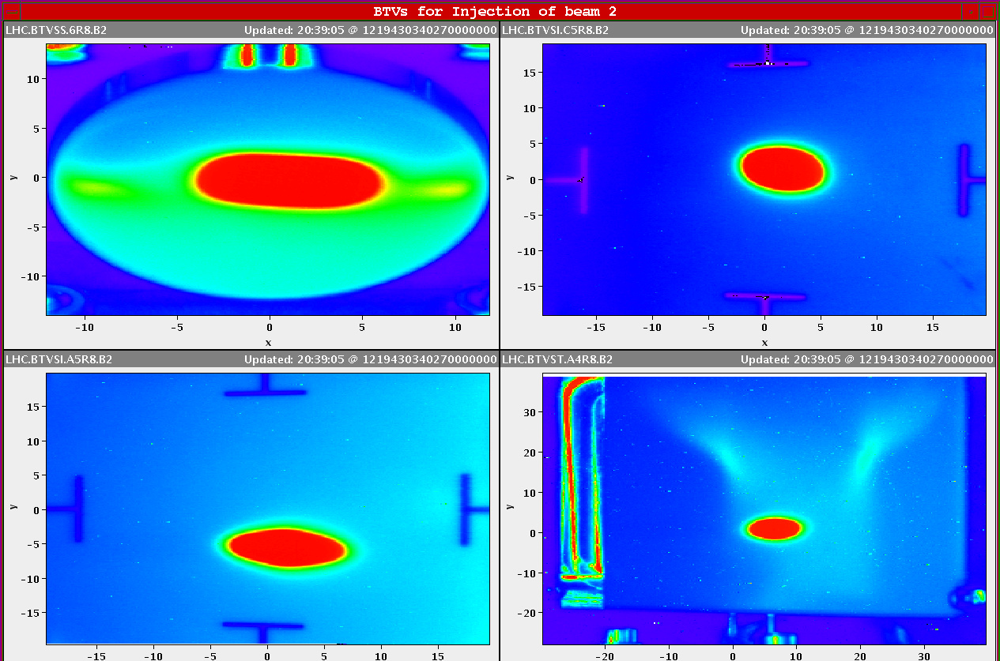 BTVs for Injection of beam 2
LHC.BTVSS.6R8.B2 Updated: 20:39:05 @ 1219430340270000000
10
5
0
-5
-10
y
-10 -5 0 5 10
x
LHC.BTVSI.C5R8.B2 Updated: 20:39:05 @ 1219430340270000000
15
10
5
0
-5
-10
-15
y
-15 -10 -5 0 5 10 15
x
LHC.BTVSI.A5R8.B2 Updated: 20:39:05 @ 1219430340270000000
15
10
5
0
-5
-10
-15
y
-15 -10 -5 0 5 10 15
LHC.BTVST.A4R8.B2 Updated: 20:39:05 @ 1219430340270000000
30
20
10
0
-10
-20
y
-20 -10 0 10 20 30